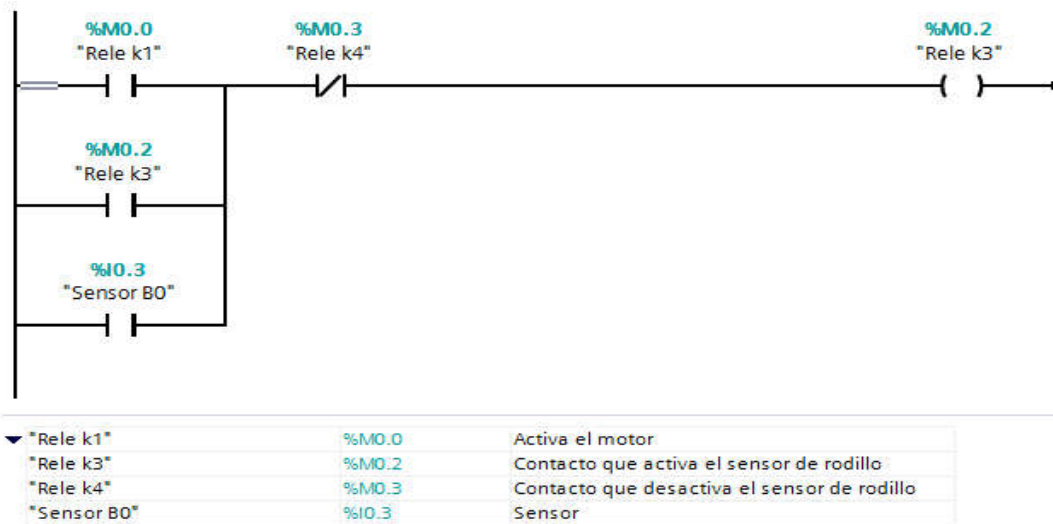 %M0.0 %M0.3 %M0.2
"Rele k1" "Rele k4" "Rele k3"
%M0.2
"Rele k3"
%I0.3
"Sensor B0"
"Rele k1" %M0.0 Activa el motor
"Rele k3" %M0.2 Contacto que activa el sensor de rodillo
"Rele k4" %M0.3 Contacto que desactiva el sensor de rodillo
"Sensor B0" %I0.3 Sensor